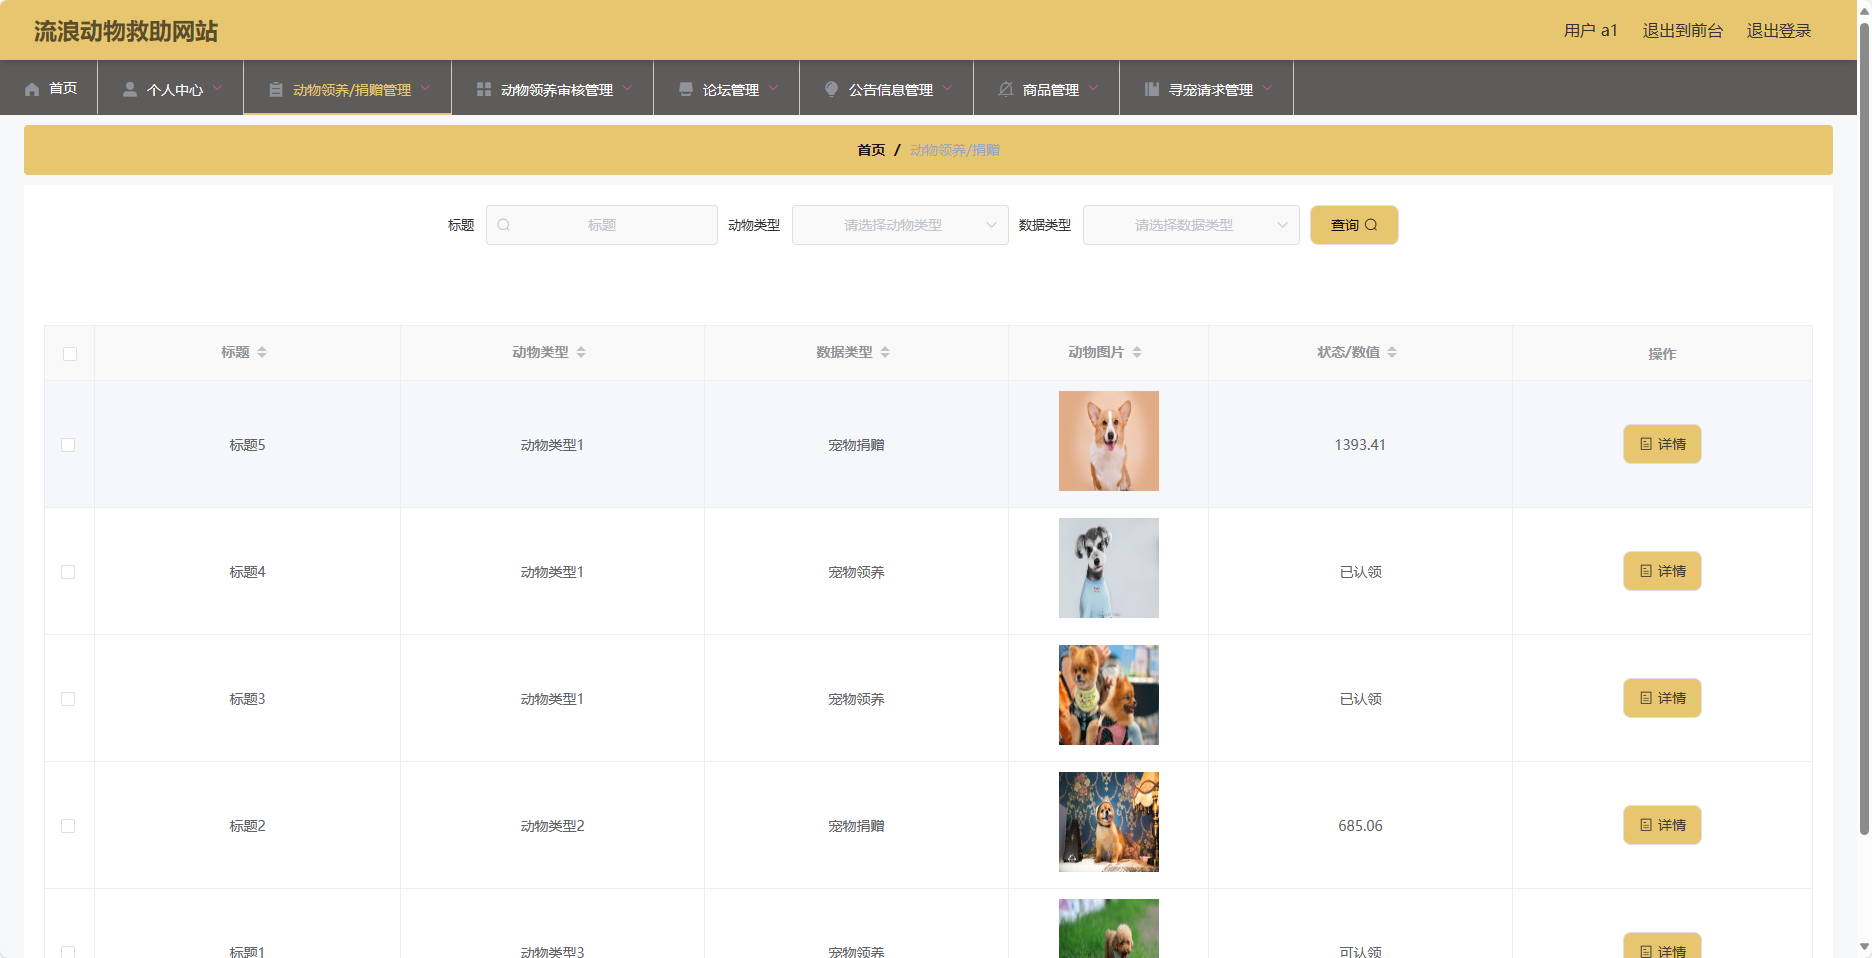 流浪动物救助网站
用户 a1 退出到前台 退出登录
首页 个人中心 动物领养/捐赠管理 动物领养审核管理 论坛管理 公告信息管理 商品管理 寻宠请求管理
首页 / 动物领养/捐赠
标题 标题 动物类型 请选择动物类型 数据类型 请选择数据类型 查询
标题 动物类型 数据类型 动物图片 状态/数值 操作
标题5 动物类型1 宠物捐赠 1393.41 详情
标题4 动物类型1 宠物领养 已认领 详情
标题3 动物类型1 宠物领养 已认领 详情
标题2 动物类型2 宠物捐赠 685.06 详情
标题1 动物类型3 宠物领养 可认领 详情